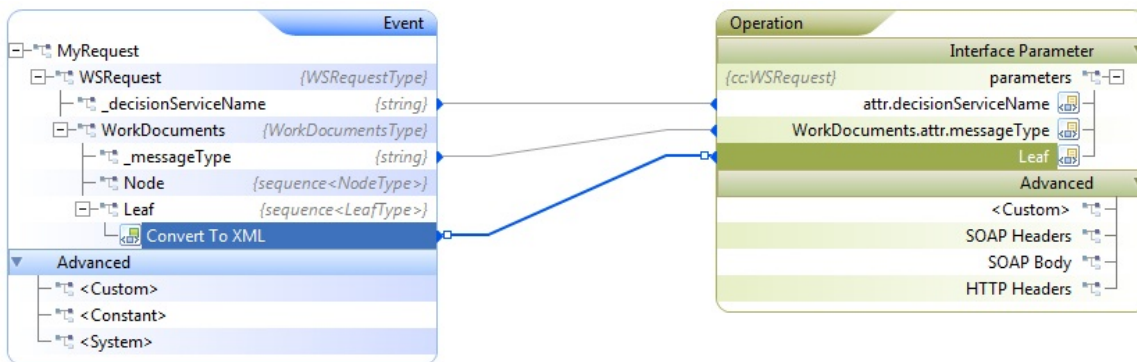 Event
MyRequest
WSRequest {WSRequestType}
_decisionServiceName {string}
WorkDocuments {WorkDocumentsType}
_messageType {string}
Node {sequence<NodeType>}
Leaf {sequence<LeafType>}
Convert To XML
Advanced
<Custom>
<Constant>
<System>
Operation
Interface Parameter
{cc:WSRequest} parameters
attr.decisionServiceName
WorkDocuments.attr.messageType
Leaf
Advanced
<Custom>
SOAP Headers
SOAP Body
HTTP Headers